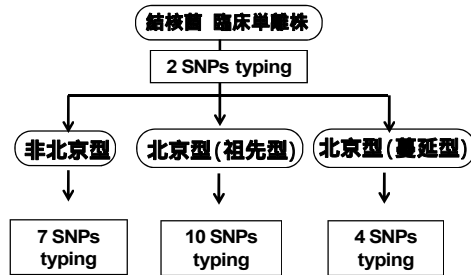 結核菌 臨床単離株
2 SNPs typing
非北京型
北京型(祖先型)
北京型(蔓延型)
7 SNPs
typing
10 SNPs
typing
4 SNPs
typing